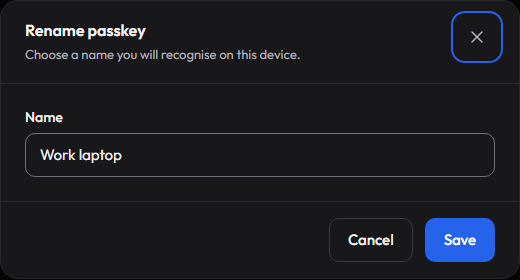 Rename passkey
Choose a name you will recognise on this device.
Name
Work laptop
Cancel
Save